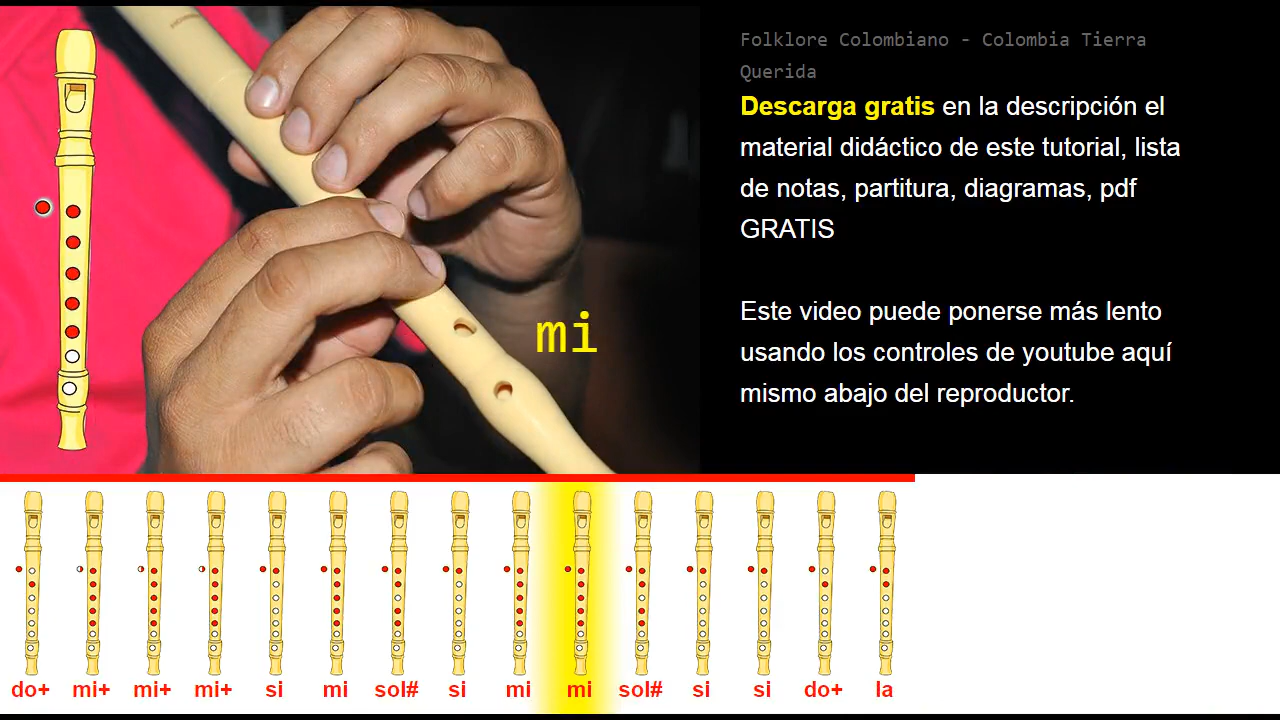 Folklore Colombiano - Colombia Tierra
Querida
Descarga gratis en la descripción el
material didáctico de este tutorial, lista
de notas, partitura, diagramas, pdf
GRATIS
Este video puede ponerse más lento
usando los controles de youtube aquí
mismo abajo del reproductor.
mi
do+ mi+ mi+ mi+ si mi sol# si mi mi sol# si si do+ la